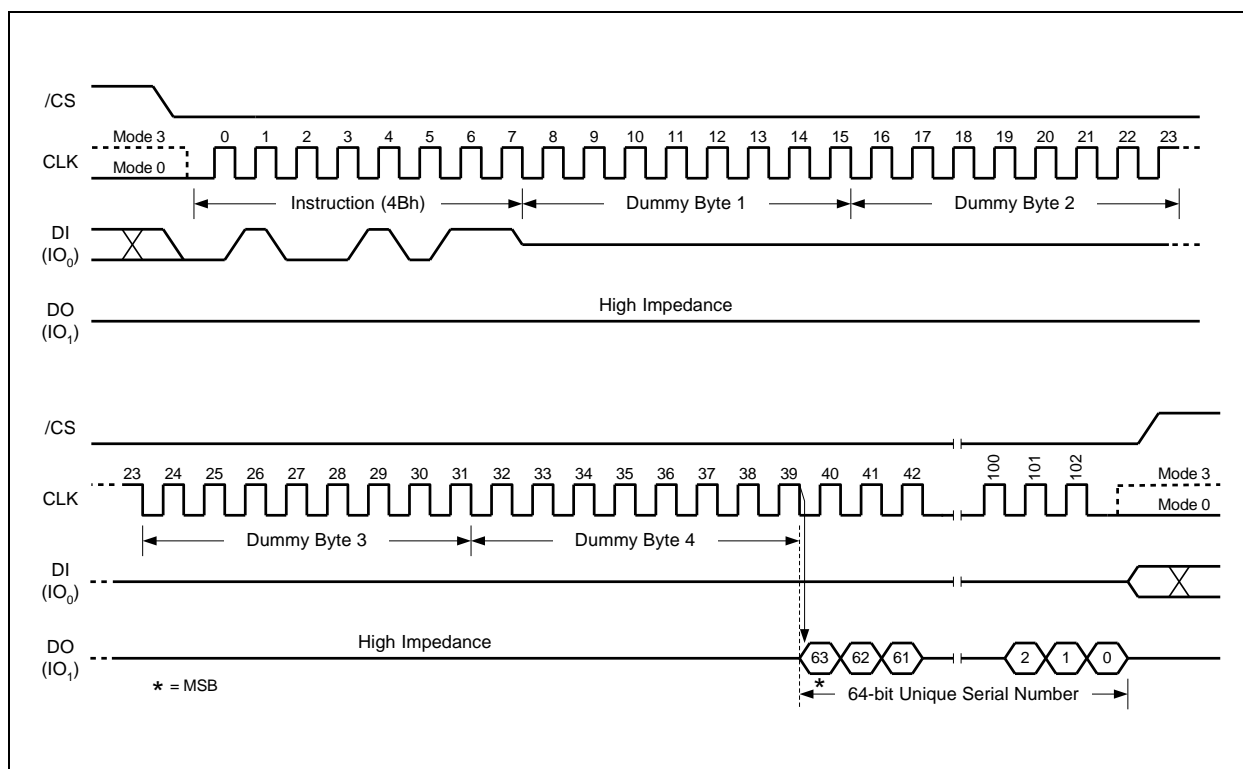 /CS
Mode 3 0 1 2 3 4 5 6 7 8 9 10 11 12 13 14 15 16 17 18 19 20 21 22 23
CLK Mode 0
Instruction (4Bh) Dummy Byte 1 Dummy Byte 2
DI
(IO0)
High Impedance
DO
(IO1)
/CS
23 24 25 26 27 28 29 30 31 32 33 34 35 36 37 38 39 40 41 42 100 101 102 Mode 3
CLK Mode 0
Dummy Byte 3 Dummy Byte 4
DI
(IO0)
High Impedance
DO
(IO1) 63 62 61 2 1 0
* = MSB * 64-bit Unique Serial Number